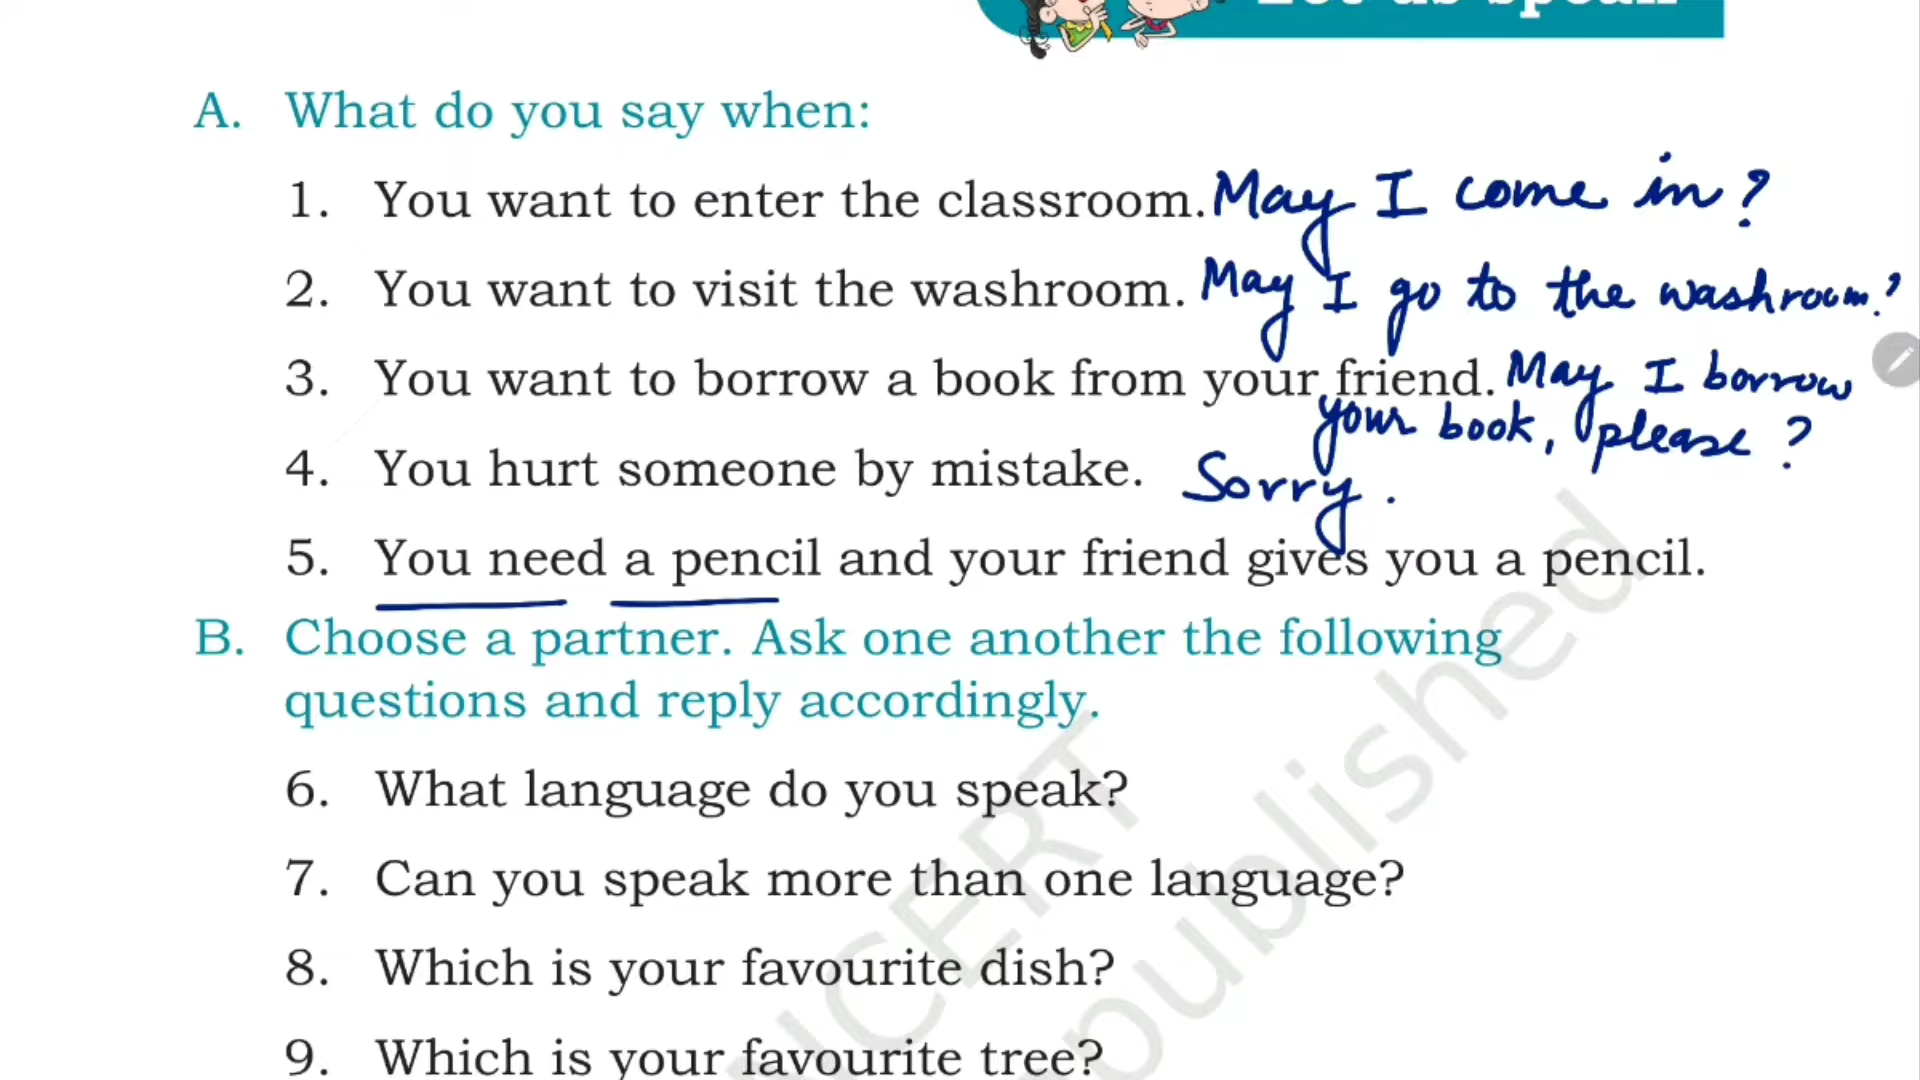 Let us speak
A. What do you say when:
1. You want to enter the classroom. May I come in?
2. You want to visit the washroom. May I go to the washroom?
3. You want to borrow a book from your friend. May I borrow
your book, please?
4. You hurt someone by mistake. Sorry.
5. You need a pencil and your friend gives you a pencil.
B. Choose a partner. Ask one another the following
questions and reply accordingly.
6. What language do you speak?
7. Can you speak more than one language?
8. Which is your favourite dish?
9. Which is your favourite tree?
NCERT
published